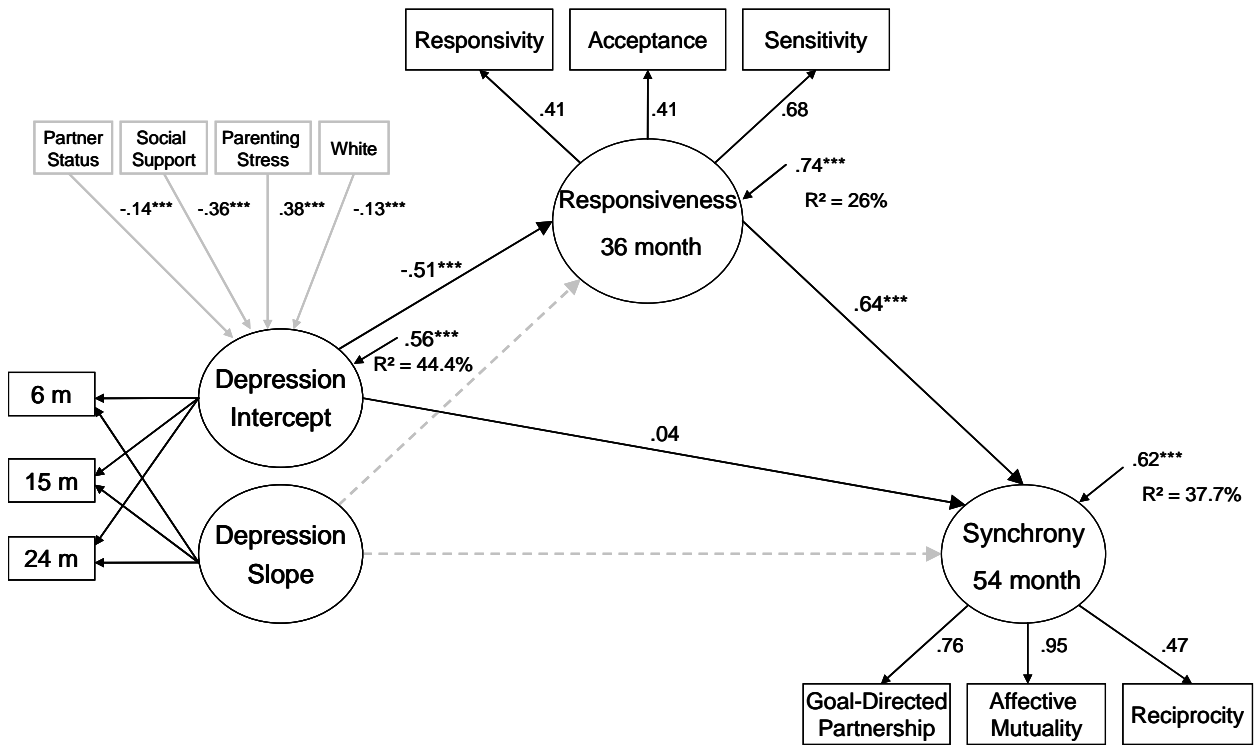 Responsivity
Acceptance
Sensitivity
.41
.41
.68
Partner
Status
Social
Support
Parenting
Stress
White
-.14***
-.36***
.38***
-.13***
Responsiveness
36 month
.74***
R² = 26%
-.51***
.64***
.56***
R² = 44.4%
Depression
Intercept
6 m
15 m
24 m
.04
Depression
Slope
.62***
R² = 37.7%
Synchrony
54 month
.76
.95
.47
Goal-Directed
Partnership
Affective
Mutuality
Reciprocity